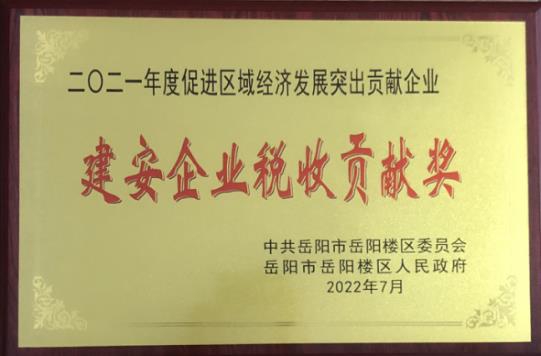 二〇二一年度促进区域经济发展突出贡献企业
建安企业税收贡献奖
中共岳阳市岳阳楼区委员会
岳阳市岳阳楼区人民政府
2022年7月